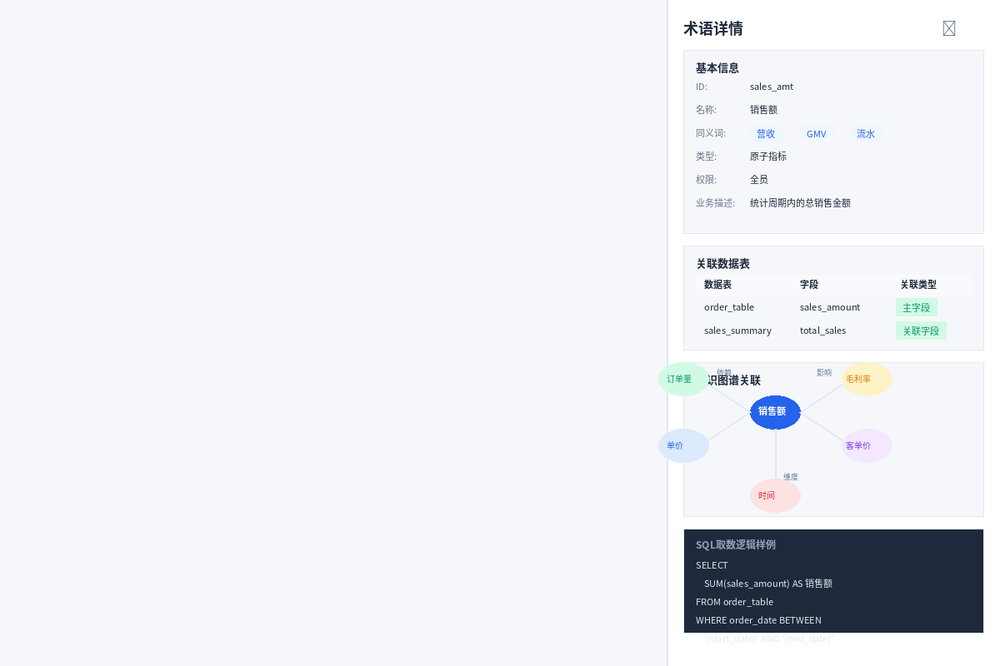 术语详情
基本信息
ID: sales_amt
名称: 销售额
同义词: 营收 GMV 流水
类型: 原子指标
权限: 全员
业务描述: 统计周期内的总销售金额
关联数据表
数据表 字段 关联类型
order_table sales_amount 主字段
sales_summary total_sales 关联字段
订单量 依赖 影响 毛利率
识图谱关联
销售额
单价 客单价
维度
时间
SQL取数逻辑样例
SELECT
SUM(sales_amount) AS 销售额
FROM order_table
WHERE order_date BETWEEN
'{start_date}' AND '{end_date}'